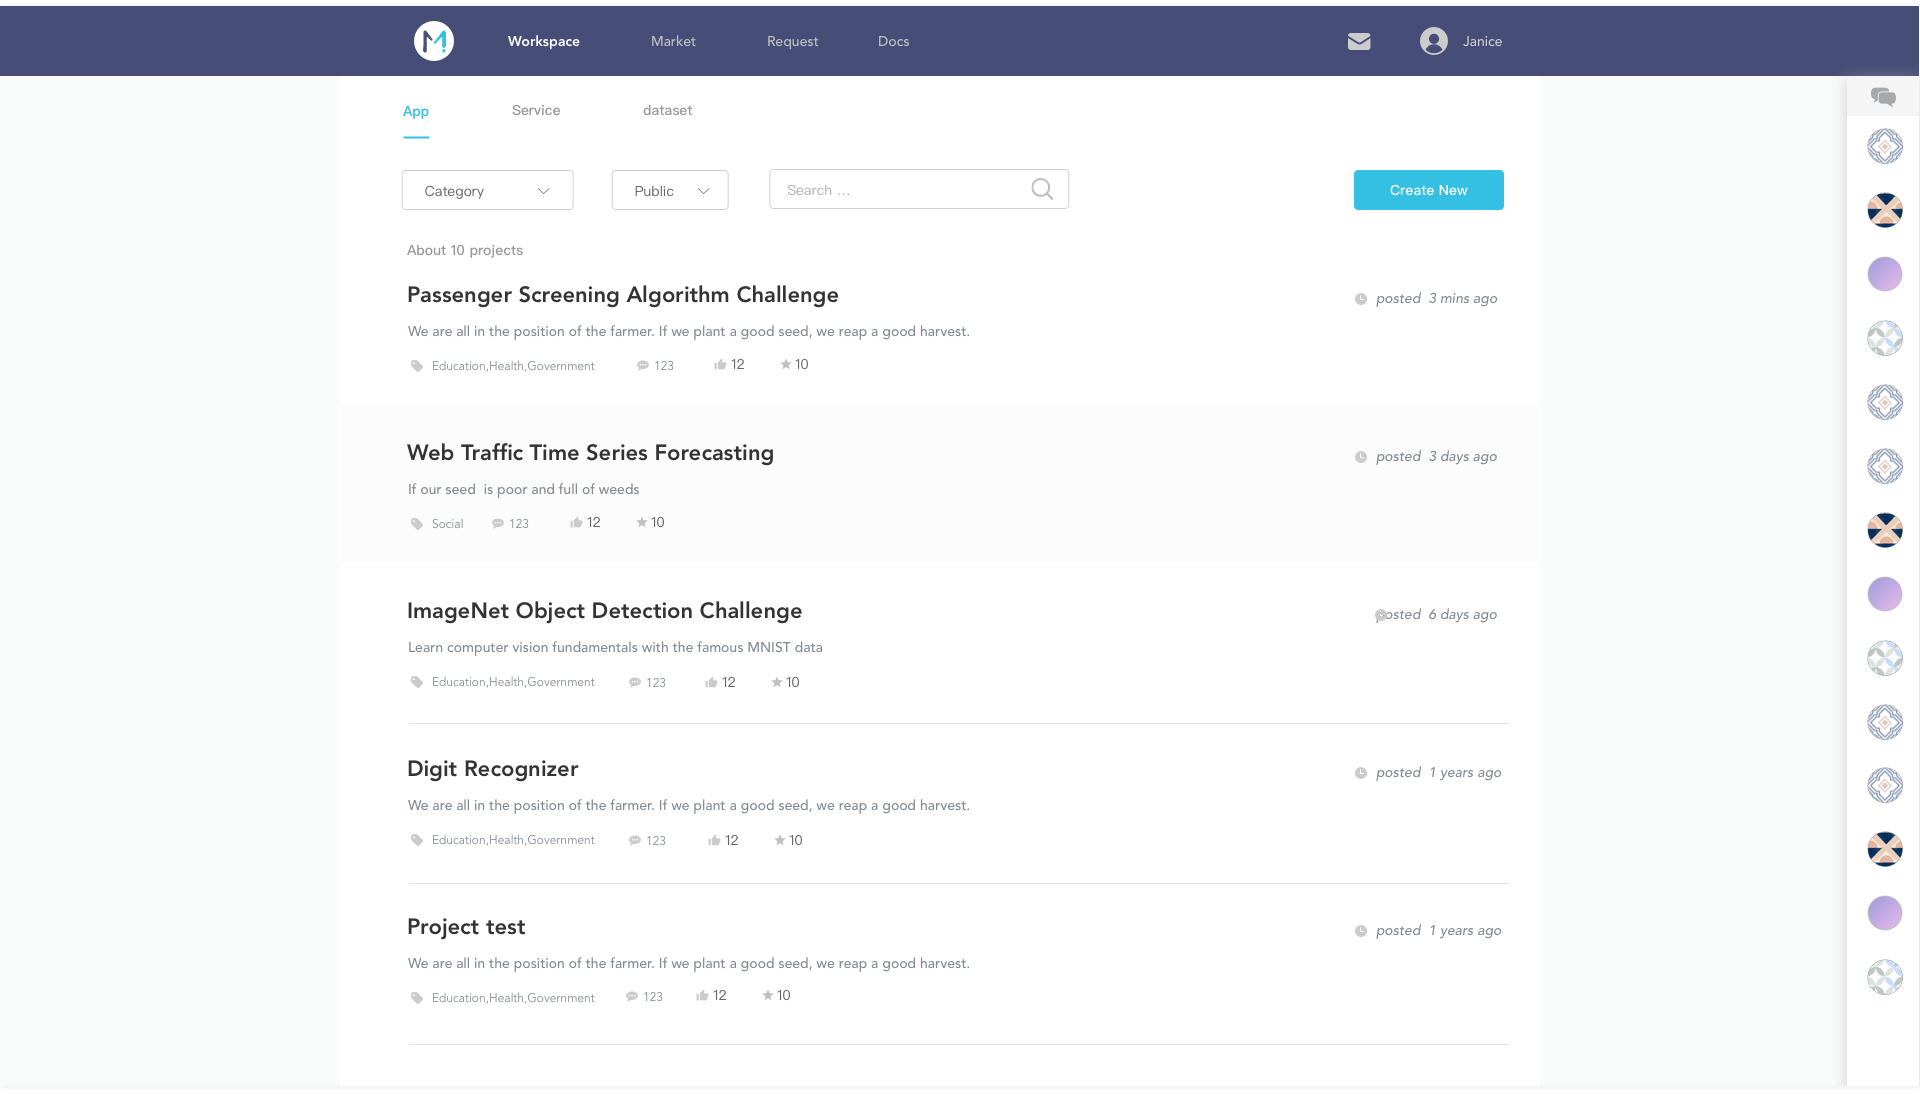 M Workspace Market Request Docs Janice
App Service dataset
Category Public Search ... Create New
About 10 projects
Passenger Screening Algorithm Challenge posted 3 mins ago
We are all in the position of the farmer. If we plant a good seed, we reap a good harvest.
Education,Health,Government 123 12 10
Web Traffic Time Series Forecasting posted 3 days ago
If our seed is poor and full of weeds
Social 123 12 10
ImageNet Object Detection Challenge posted 6 days ago
Learn computer vision fundamentals with the famous MNIST data
Education,Health,Government 123 12 10
Digit Recognizer posted 1 years ago
We are all in the position of the farmer. If we plant a good seed, we reap a good harvest.
Education,Health,Government 123 12 10
Project test posted 1 years ago
We are all in the position of the farmer. If we plant a good seed, we reap a good harvest.
Education,Health,Government 123 12 10